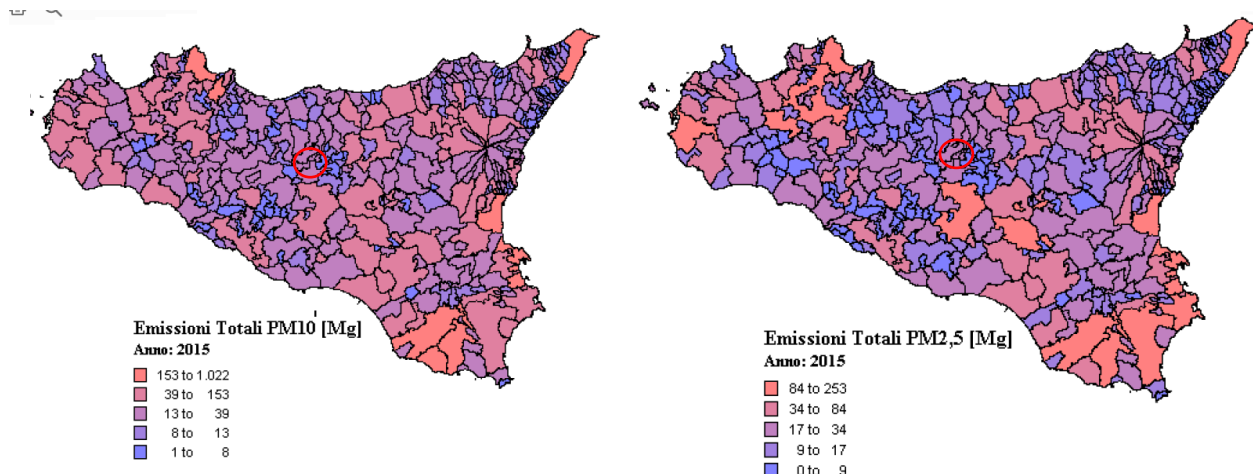 Emissioni Totali PM10 [Mg]
Anno: 2015
153 to 1.022
39 to 153
13 to 39
8 to 13
1 to 8
Emissioni Totali PM2,5 [Mg]
Anno: 2015
84 to 253
34 to 84
17 to 34
9 to 17
0 to 9